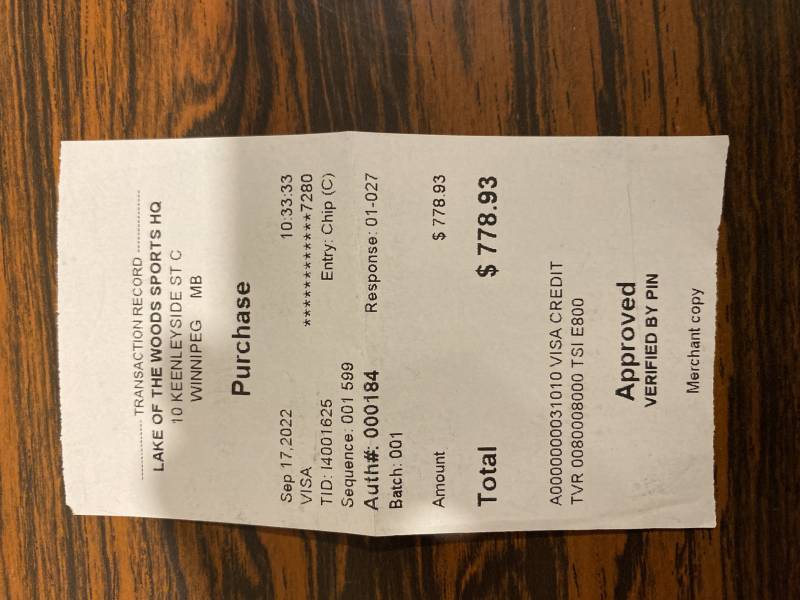 ---------- TRANSACTION RECORD ----------
LAKE OF THE WOODS SPORTS HQ
10 KEENLEYSIDE ST C
WINNIPEG MB
Purchase
Sep 17,2022 10:33:33
VISA ************7280
TID: I4001625 Entry: Chip (C)
Sequence: 001 599
Auth#: 000184 Response: 01-027
Batch: 001
Amount $ 778.93
Total $ 778.93
A0000000031010 VISA CREDIT
TVR 0080008000 TSI E800
Approved
VERIFIED BY PIN
Merchant copy